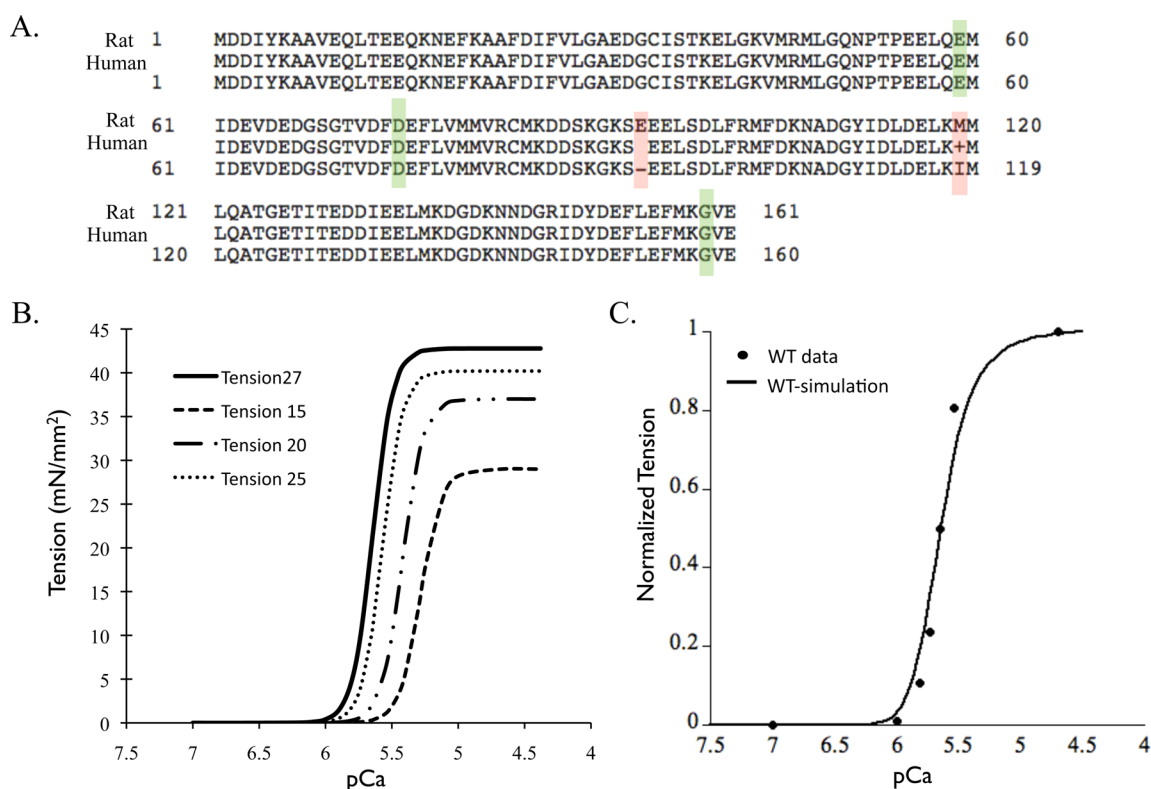 A.
Rat 1 MDDIYKAAVEQLTEEQKNEFKAAFDIFVLGAEDGCISTKELGKVMRMLGQNPTPEELQEM 60
Human MDDIYKAAVEQLTEEQKNEFKAAFDIFVLGAEDGCISTKELGKVMRMLGQNPTPEELQEM
1 MDDIYKAAVEQLTEEQKNEFKAAFDIFVLGAEDGCISTKELGKVMRMLGQNPTPEELQEM 60
Rat 61 IDEVDEDGSGTVDFDEFLVMMVRCMKDDSKGKSEEELSDLFRMFDKNADGYIDLDELKMM 120
Human IDEVDEDGSGTVDFDEFLVMMVRCMKDDSKGKS EELSDLFRMFDKNADGYIDLDELK+M
61 IDEVDEDGSGTVDFDEFLVMMVRCMKDDSKGKS-EELSDLFRMFDKNADGYIDLDELKIM 119
Rat 121 LQATGETITEDDIEELMKDGDKNNDGRIDYDEFLEFMKGVE 161
Human LQATGETITEDDIEELMKDGDKNNDGRIDYDEFLEFMKGVE
120 LQATGETITEDDIEELMKDGDKNNDGRIDYDEFLEFMKGVE 160
B.
Tension (mN/mm²)
45
40
35
30
25
20
15
10
5
0
Tension27
Tension 15
Tension 20
Tension 25
7.5 7 6.5 6 5.5 5 4.5 4
pCa
C.
Normalized Tension
1
0.8
0.6
0.4
0.2
0
WT data
WT-simulation
7.5 7 6.5 6 5.5 5 4.5 4
pCa